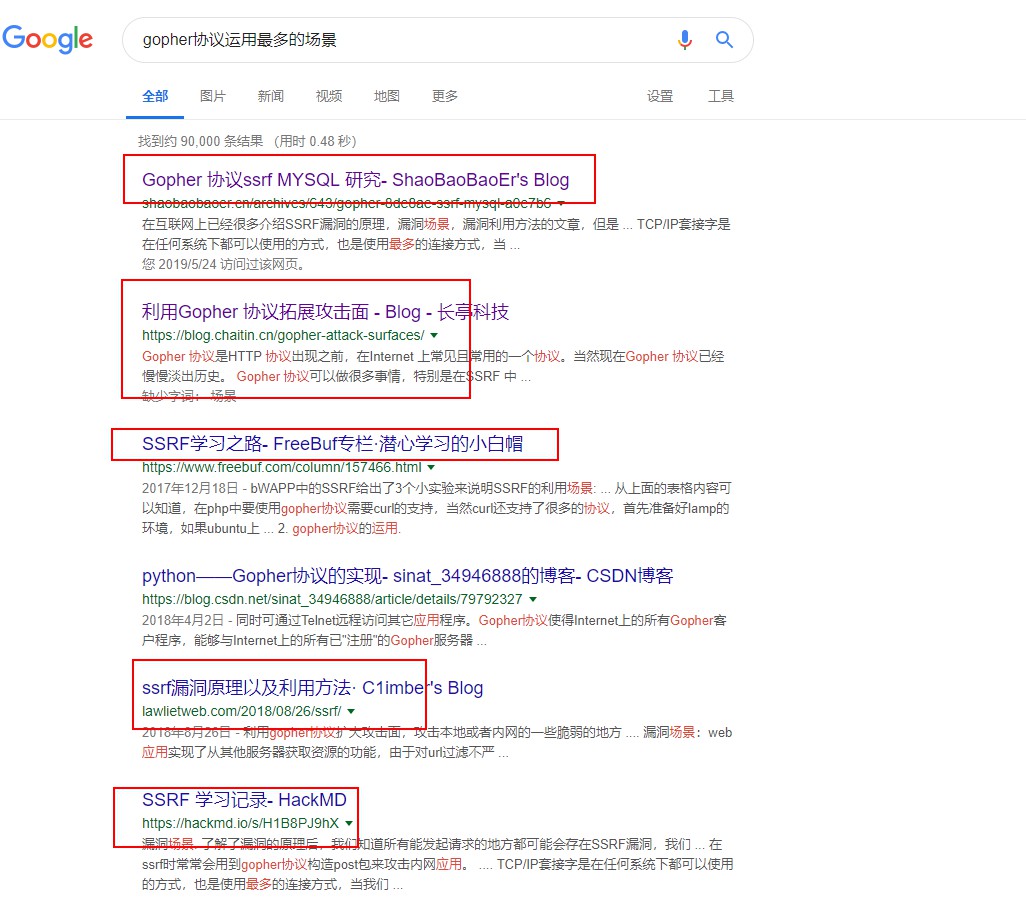 Google
gopher协议运用最多的场景
全部 图片 新闻 视频 地图 更多 设置 工具
找到约 90,000 条结果 （用时 0.48 秒）
Gopher 协议ssrf MYSQL 研究- ShaoBaoBaoEr's Blog
shaobaobaoer.cn/archives/643/gopher-8de8ae-ssrf-mysql-a0e7b6
在互联网上已经很多介绍SSRF漏洞的原理，漏洞场景，漏洞利用方法的文章，但是 ... TCP/IP套接字是
在任何系统下都可以使用的方式，也是使用最多的连接方式，当 ...
您 2019/5/24 访问过该网页。
利用Gopher 协议拓展攻击面 - Blog - 长亭科技
https://blog.chaitin.cn/gopher-attack-surfaces/
Gopher 协议是HTTP 协议出现之前，在Internet 上常见且常用的一个协议。当然现在Gopher 协议已经
慢慢淡出历史。 Gopher 协议可以做很多事情，特别是在SSRF 中 ...
缺少字词： 场景
SSRF学习之路- FreeBuf专栏·潜心学习的小白帽
https://www.freebuf.com/column/157466.html
2017年12月18日 - bWAPP中的SSRF给出了3个小实验来说明SSRF的利用场景: ... 从上面的表格内容可
以知道，在php中要使用gopher协议需要curl的支持，当然curl还支持了很多的协议，首先准备好lamp的
环境，如果ubuntu上 ... 2. gopher协议的运用.
python——Gopher协议的实现- sinat_34946888的博客- CSDN博客
https://blog.csdn.net/sinat_34946888/article/details/79792327
2018年4月2日 - 同时可通过Telnet远程访问其它应用程序。Gopher协议使得Internet上的所有Gopher客
户程序，能够与Internet上的所有已"注册"的Gopher服务器 ...
ssrf漏洞原理以及利用方法· C1imber's Blog
lawlietweb.com/2018/08/26/ssrf/
2018年8月26日 - 利用gopher协议扩大攻击面，攻击本地或者内网的一些脆弱的地方 .... 漏洞场景：web
应用实现了从其他服务器获取资源的功能，由于对url过滤不严 ...
SSRF 学习记录- HackMD
https://hackmd.io/s/H1B8PJ9hX
漏洞场景. 了解了漏洞的原理后，我们知道所有能发起请求的地方都可能会存在SSRF漏洞，我们 ... 在
ssrf时常常会用到gopher协议构造post包来攻击内网应用。 .... TCP/IP套接字是在任何系统下都可以使用
的方式，也是使用最多的连接方式，当我们 ...